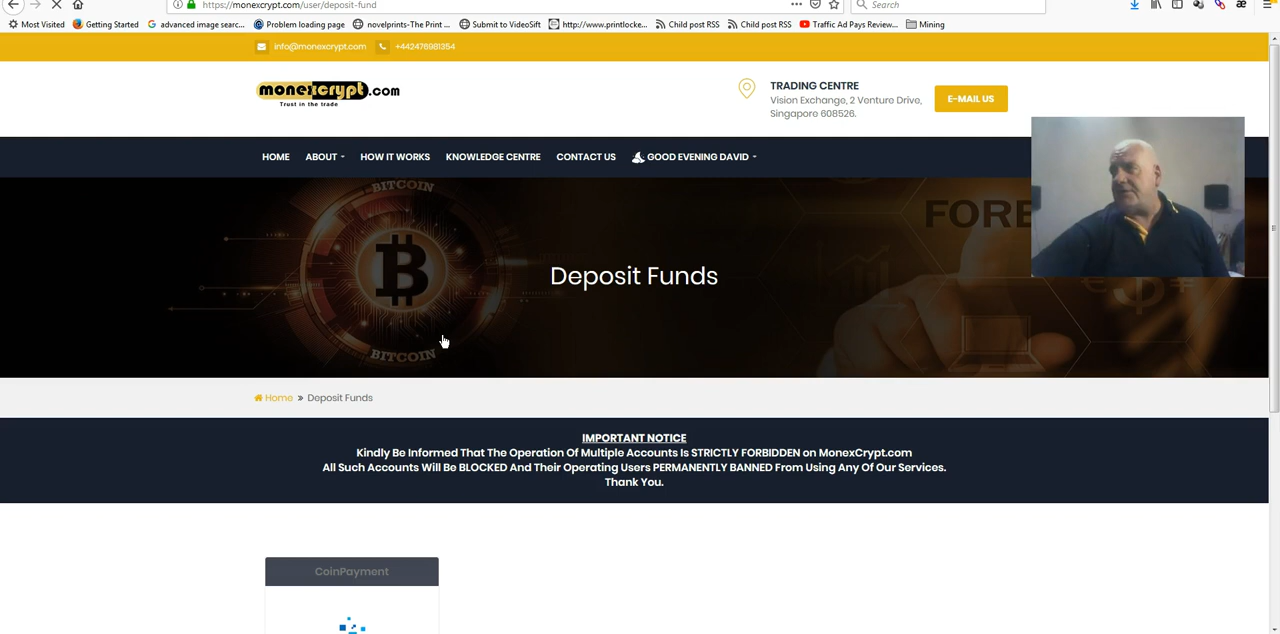 https://monexcrypt.com/user/deposit-fund
Search
Most Visited Getting Started advanced image searc... Problem loading page novelprints-The Print ... Submit to VideoSift http://www.printlocke... Child post RSS Child post RSS Traffic Ad Pays Review... Mining
info@monexcrypt.com +442476981354
monexcrypt.com
Trust in the trade
TRADING CENTRE
Vision Exchange, 2 Venture Drive,
Singapore 608526.
E-MAIL US
HOME ABOUT HOW IT WORKS KNOWLEDGE CENTRE CONTACT US GOOD EVENING DAVID
BITCOIN
FORE
Deposit Funds
BITCOIN
Home » Deposit Funds
IMPORTANT NOTICE
Kindly Be Informed That The Operation Of Multiple Accounts Is STRICTLY FORBIDDEN on MonexCrypt.com
All Such Accounts Will Be BLOCKED And Their Operating Users PERMANENTLY BANNED From Using Any Of Our Services.
Thank You.
CoinPayment